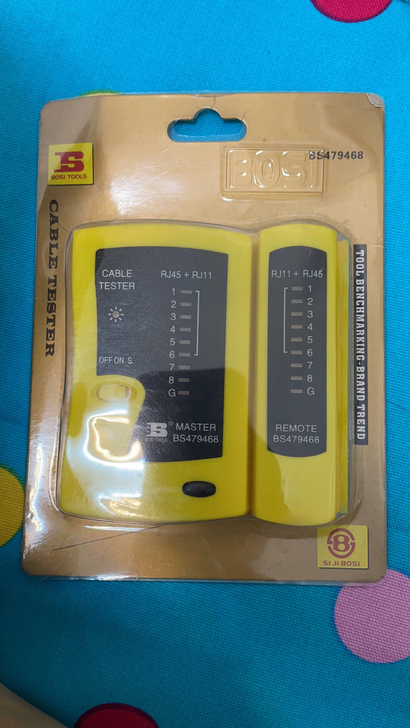 BOSI TOOLS
BS479468
BOSI
CABLE TESTER
TOOL BENCHMARKING-BRAND TREND
CABLE
TESTER
RJ45 + RJ11
1
2
3
4
5
6
7
8
G
OFF ON S
BOSI TOOLS
MASTER
BS479468
RJ11 + RJ45
1
2
3
4
5
6
7
8
G
REMOTE
BS479468
SIJIBOSI